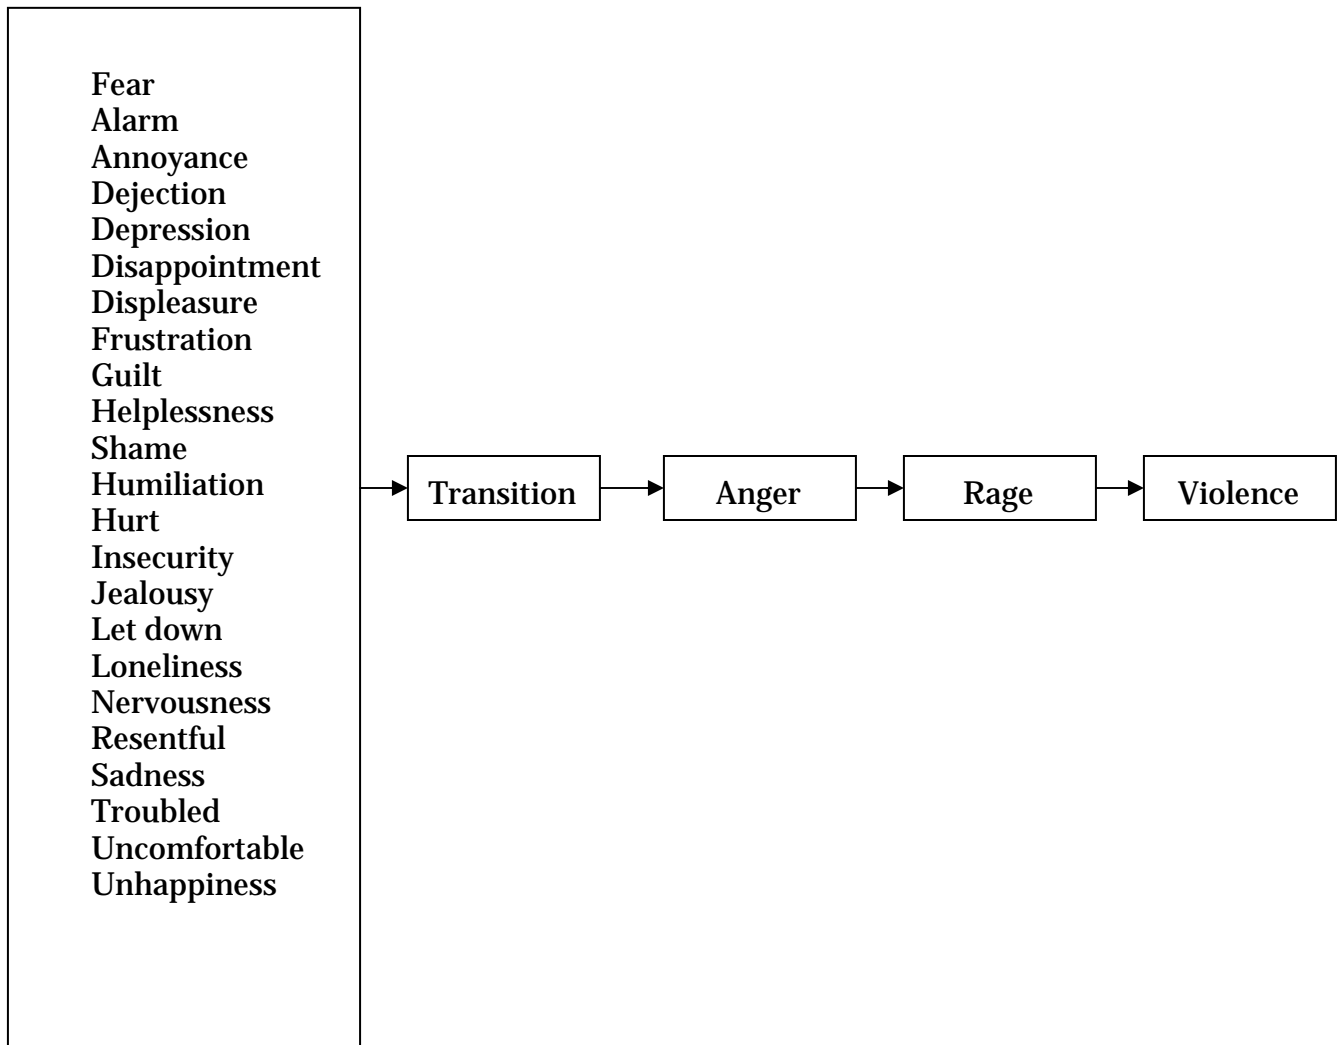 Fear
Alarm
Annoyance
Dejection
Depression
Disappointment
Displeasure
Frustration
Guilt
Helplessness
Shame
Humiliation
Hurt
Insecurity
Jealousy
Let down
Loneliness
Nervousness
Resentful
Sadness
Troubled
Uncomfortable
Unhappiness
Transition
Anger
Rage
Violence